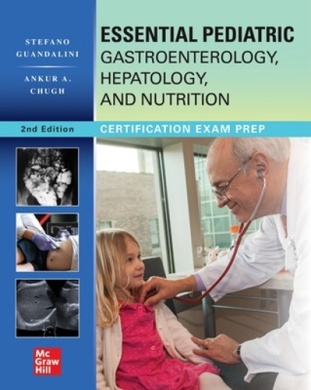 STEFANO
GUANDALINI
ANKUR A.
CHUGH
2nd Edition
ESSENTIAL PEDIATRIC
GASTROENTEROLOGY,
HEPATOLOGY,
AND NUTRITION
CERTIFICATION EXAM PREP
Mc
Graw
Hill